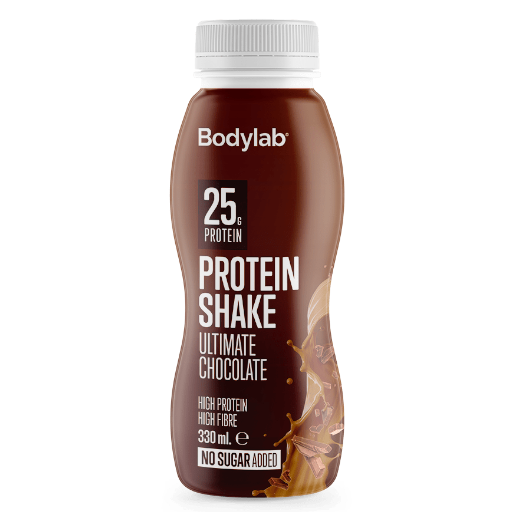 Bodylab®
25G
PROTEIN
PROTEIN
SHAKE
ULTIMATE
CHOCOLATE
HIGH PROTEIN
HIGH FIBRE
330 ml. ℮
NO SUGAR ADDED